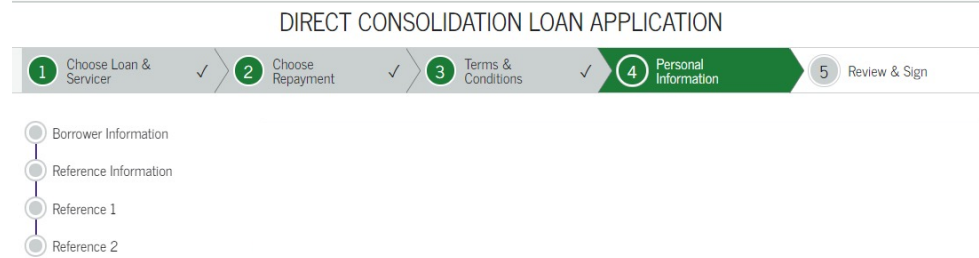 DIRECT CONSOLIDATION LOAN APPLICATION
1 Choose Loan & Servicer ✓ 2 Choose Repayment ✓ 3 Terms & Conditions ✓ 4 Personal Information 5 Review & Sign
Borrower Information
Reference Information
Reference 1
Reference 2